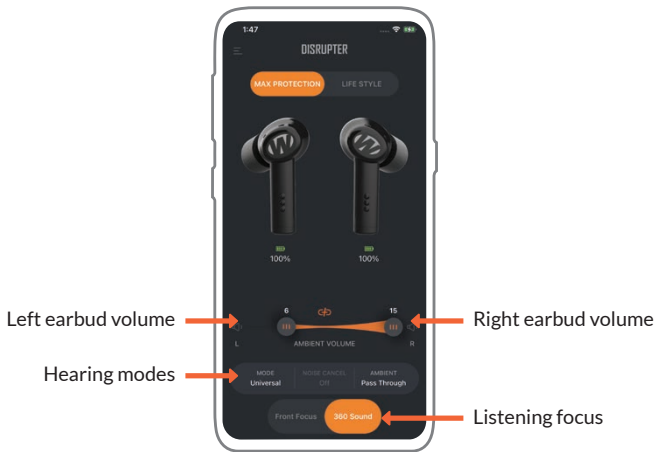 1:47
DISRUPTER
MAX PROTECTION LIFE STYLE
W W
100% 100%
6 15
Left earbud volume Right earbud volume
L AMBIENT VOLUME R
Hearing modes
MODE NOISE CANCEL AMBIENT
Universal Off Pass Through
Front Focus 360 Sound
Listening focus